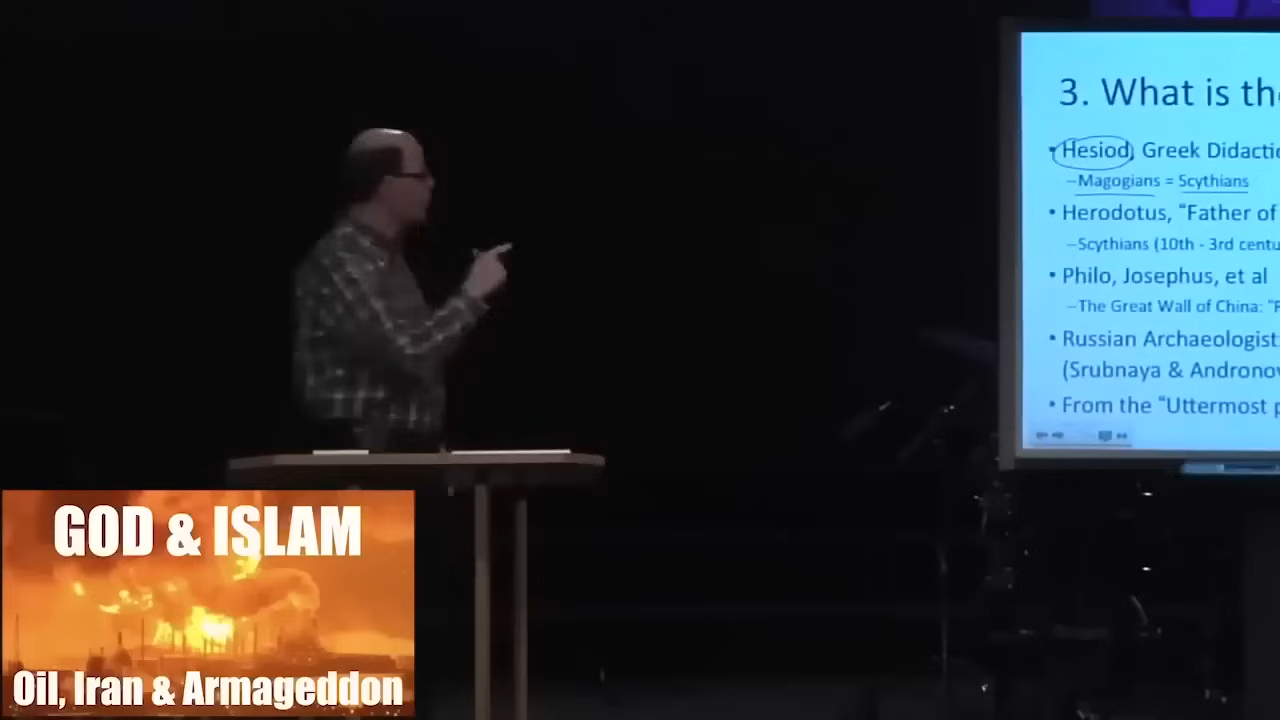 3. What is the
• Hesiod, Greek Didactic
–Magogians = Scythians
• Herodotus, "Father of
–Scythians (10th - 3rd centu
• Philo, Josephus, et al
–The Great Wall of China: "
• Russian Archaeologist
(Srubnaya & Andronov
• From the "Uttermost p
GOD & ISLAM
Oil, Iran & Armageddon